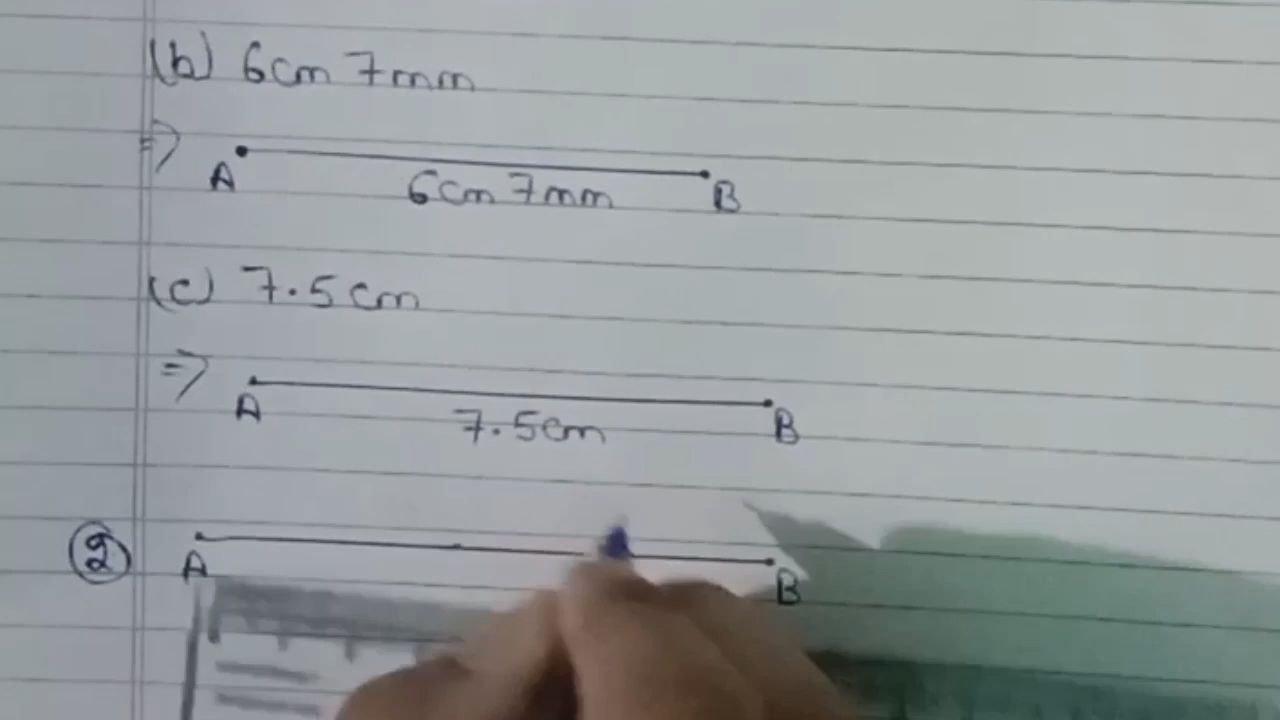 (b) 6cm 7mm
⇒
A 6cm 7mm B
(c) 7.5cm
⇒
A 7.5cm B
2
A B